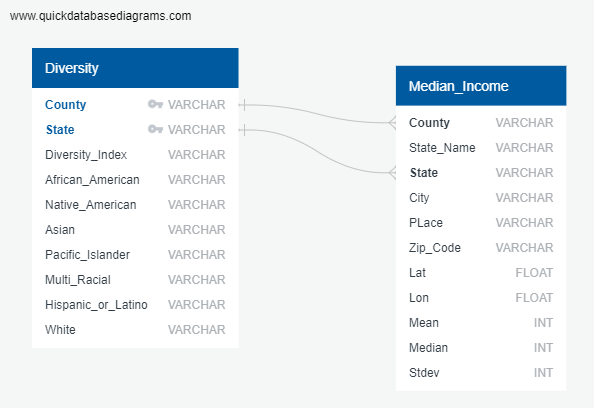 www.quickdatabasediagrams.com
Diversity
County VARCHAR
State VARCHAR
Diversity_Index VARCHAR
African_American VARCHAR
Native_American VARCHAR
Asian VARCHAR
Pacific_Islander VARCHAR
Multi_Racial VARCHAR
Hispanic_or_Latino VARCHAR
White VARCHAR
Median_Income
County VARCHAR
State_Name VARCHAR
State VARCHAR
City VARCHAR
PLace VARCHAR
Zip_Code VARCHAR
Lat FLOAT
Lon FLOAT
Mean INT
Median INT
Stdev INT